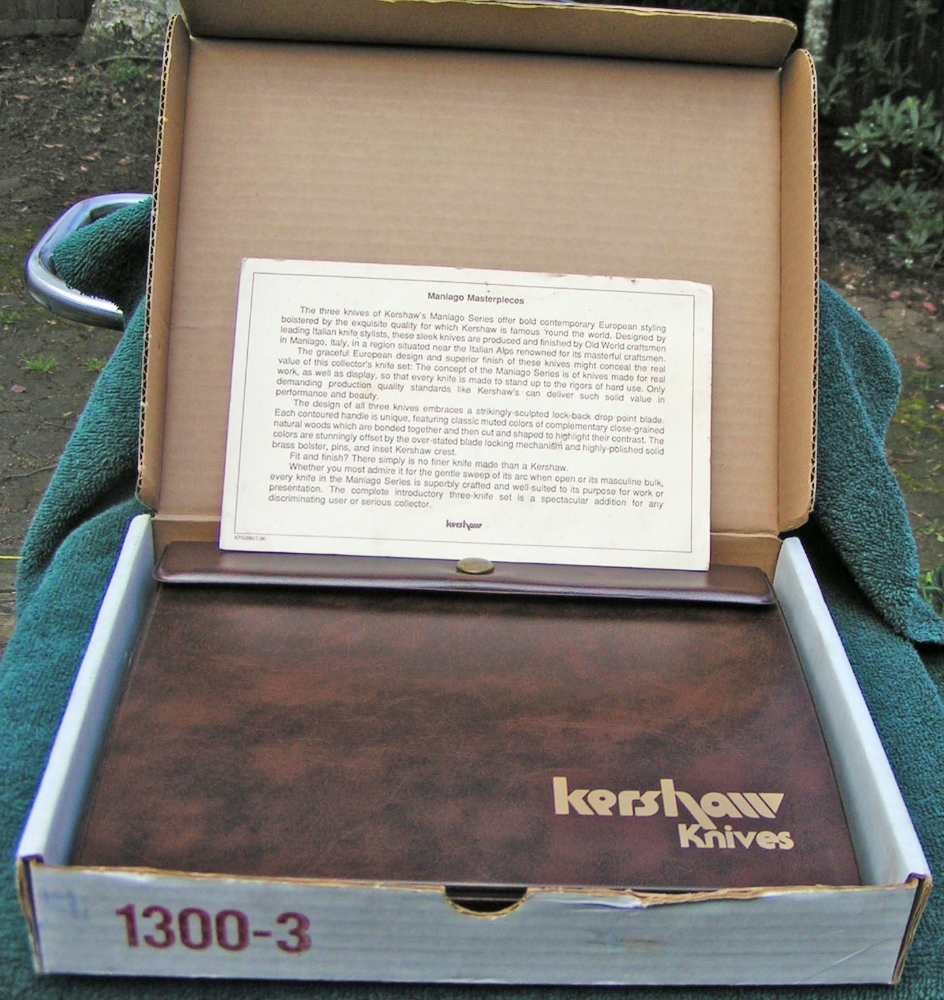 Maniago Masterpieces
The three knives of Kershaw's Maniago Series offer bold contemporary European styling
bolstered by the exquisite quality for which Kershaw is famous 'round the world. Designed by
leading Italian knife stylists, these sleek knives are produced and finished by Old World craftsmen
in Maniago, Italy, in a region situated near the Italian Alps renowned for its masterful craftsmen.
The graceful European design and superior finish of these knives might conceal the real
value of this collector's knife set: The concept of the Maniago Series is of knives made for real
work, as well as display, so that every knife is made to stand up to the rigors of hard use. Only
demanding production quality standards like Kershaw's can deliver such solid value in
performance and beauty.
The design of all three knives embraces a strikingly-sculpted lock-back drop point blade.
Each contoured handle is unique, featuring classic muted colors of complementary close-grained
natural woods which are bonded together and then cut and shaped to highlight their contrast. The
colors are stunningly offset by the over-stated blade locking mechanism and highly-polished solid
brass bolster, pins, and inset Kershaw crest.
Fit and finish? There simply is no finer knife made than a Kershaw.
Whether you most admire it for the gentle sweep of its arc when open or its masculine bulk,
every knife in the Maniago Series is superbly crafted and well-suited to its purpose for work or
presentation. The complete introductory three-knife set is a spectacular addition for any
discriminating user or serious collector.
kershaw
kershaw
Knives
1300-3